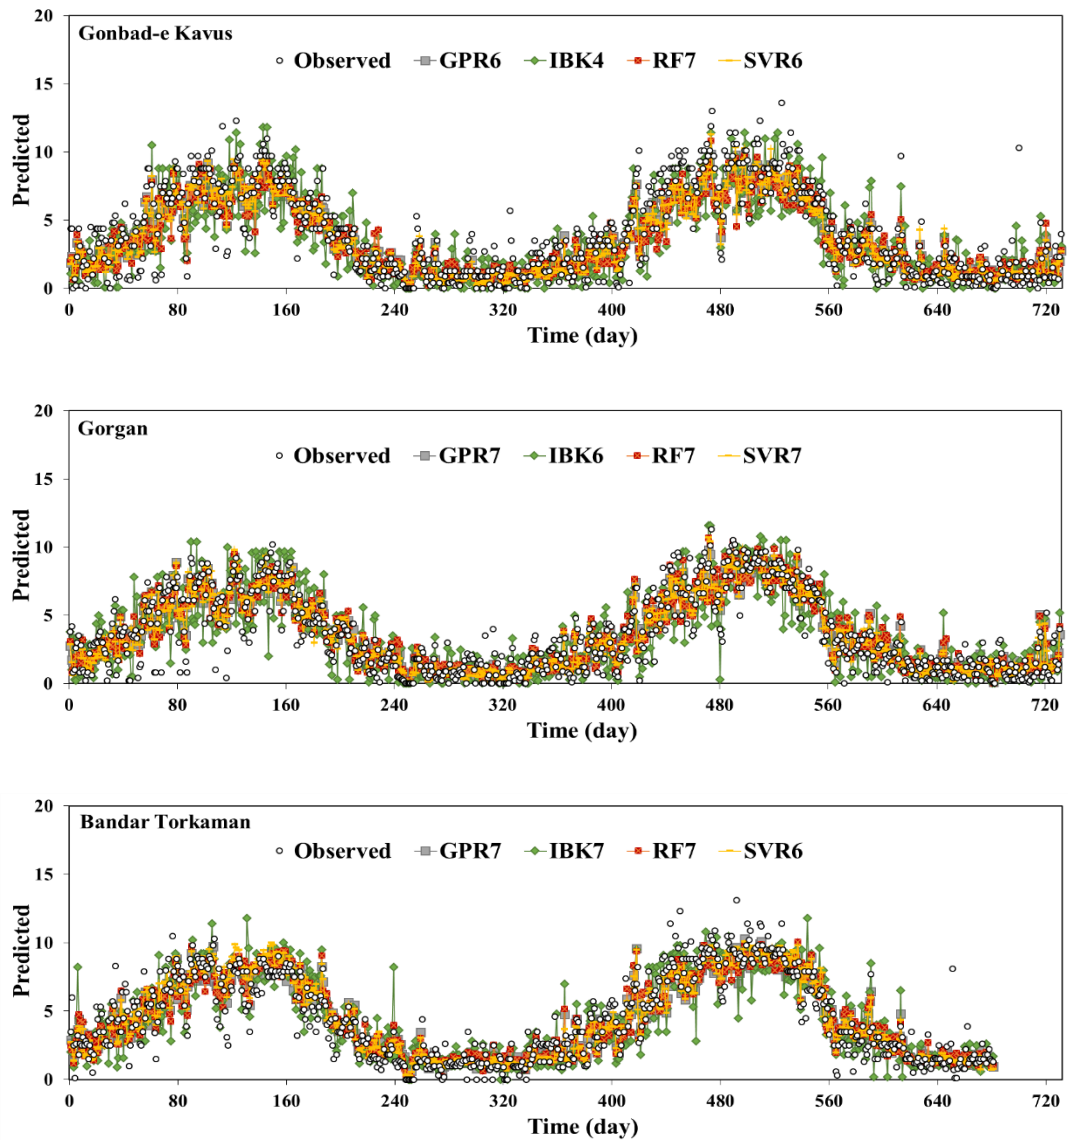 20
Gonbad-e Kavus
Observed GPR6 IBK4 RF7 SVR6
15
10
5
0
Predicted
0 80 160 240 320 400 480 560 640 720
Time (day)
20
Gorgan
Observed GPR7 IBK6 RF7 SVR7
15
10
5
0
Predicted
0 80 160 240 320 400 480 560 640 720
Time (day)
20
Bandar Torkaman
Observed GPR7 IBK7 RF7 SVR6
15
10
5
0
Predicted
0 80 160 240 320 400 480 560 640 720
Time (day)